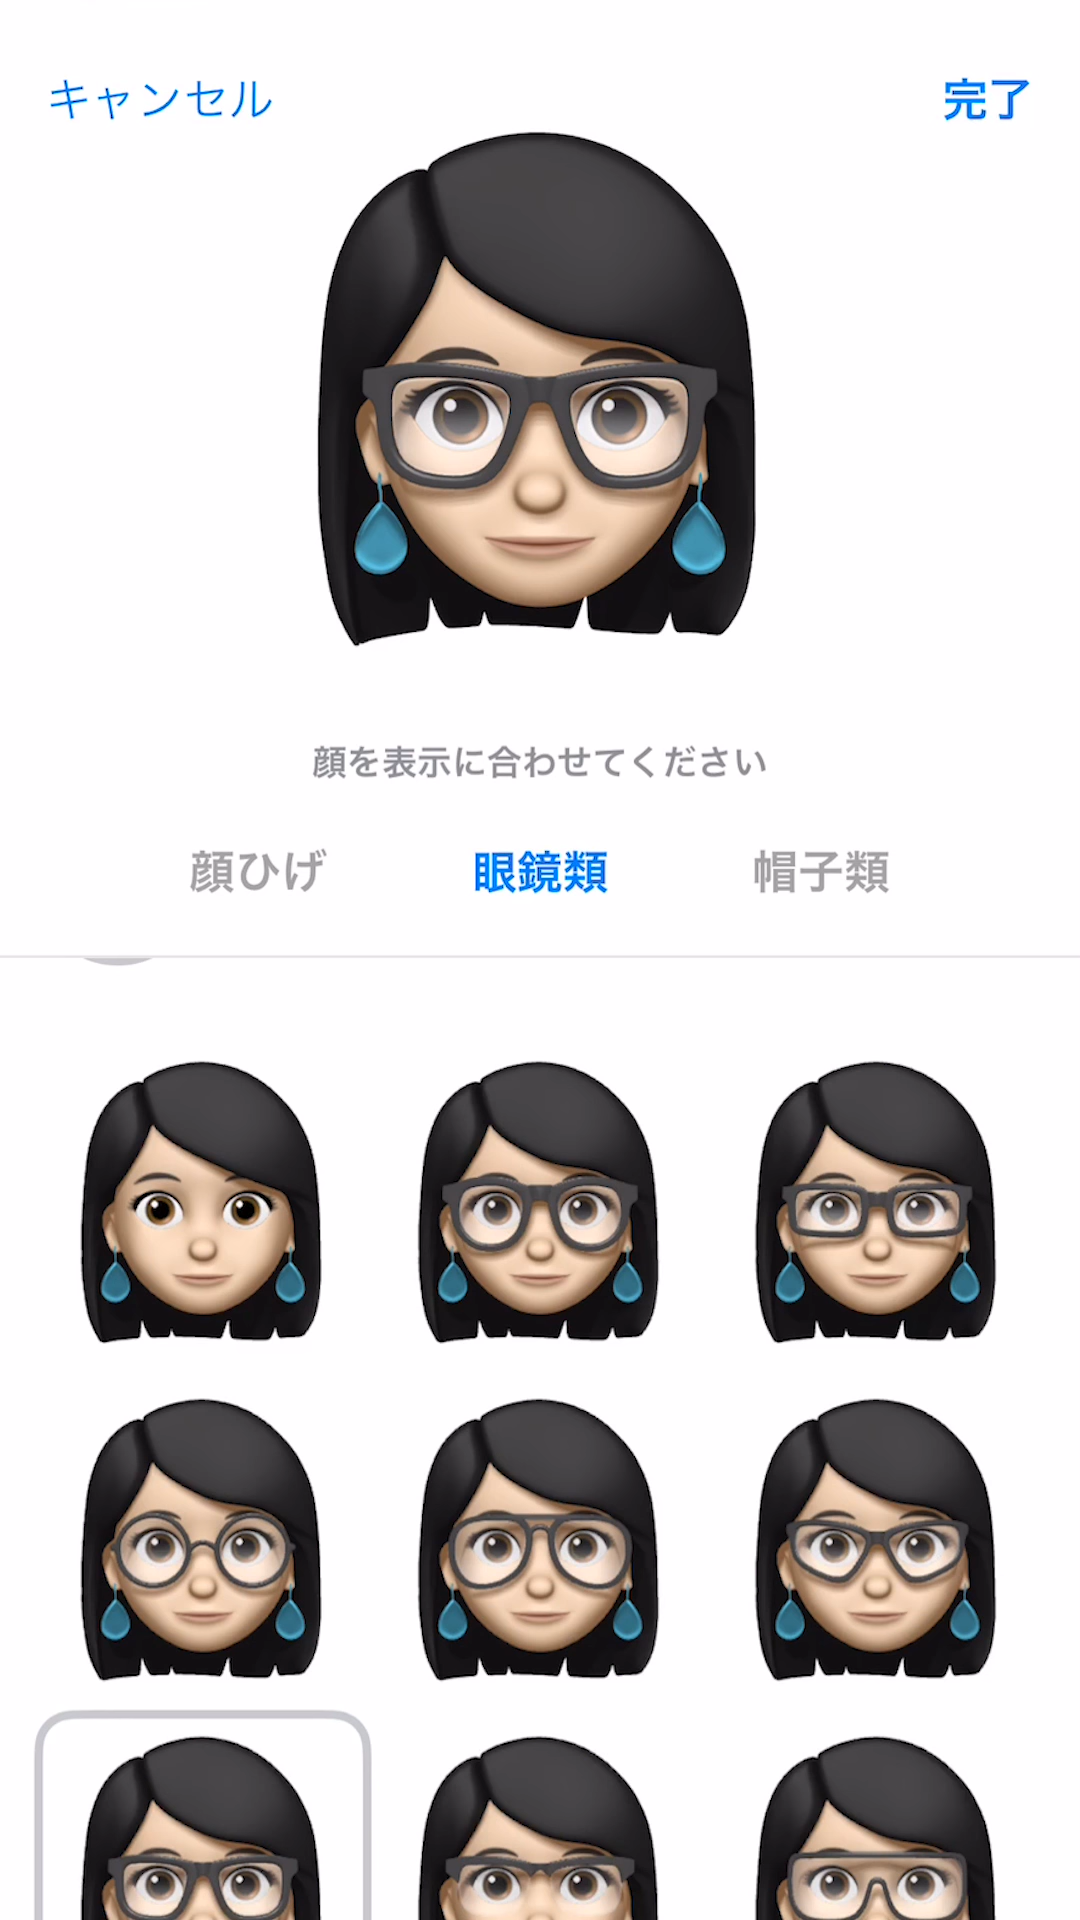 キャンセル
完了
顔を表示に合わせてください
顔ひげ
眼鏡類
帽子類